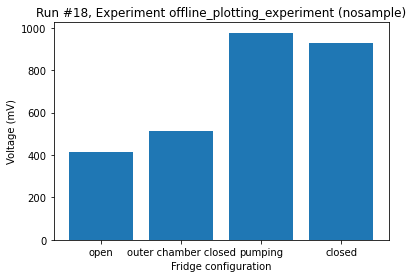 Run #18, Experiment offline_plotting_experiment (nosample)
1000
800
600
400
200
0
Voltage (mV)
open outer chamber closed pumping closed
Fridge configuration